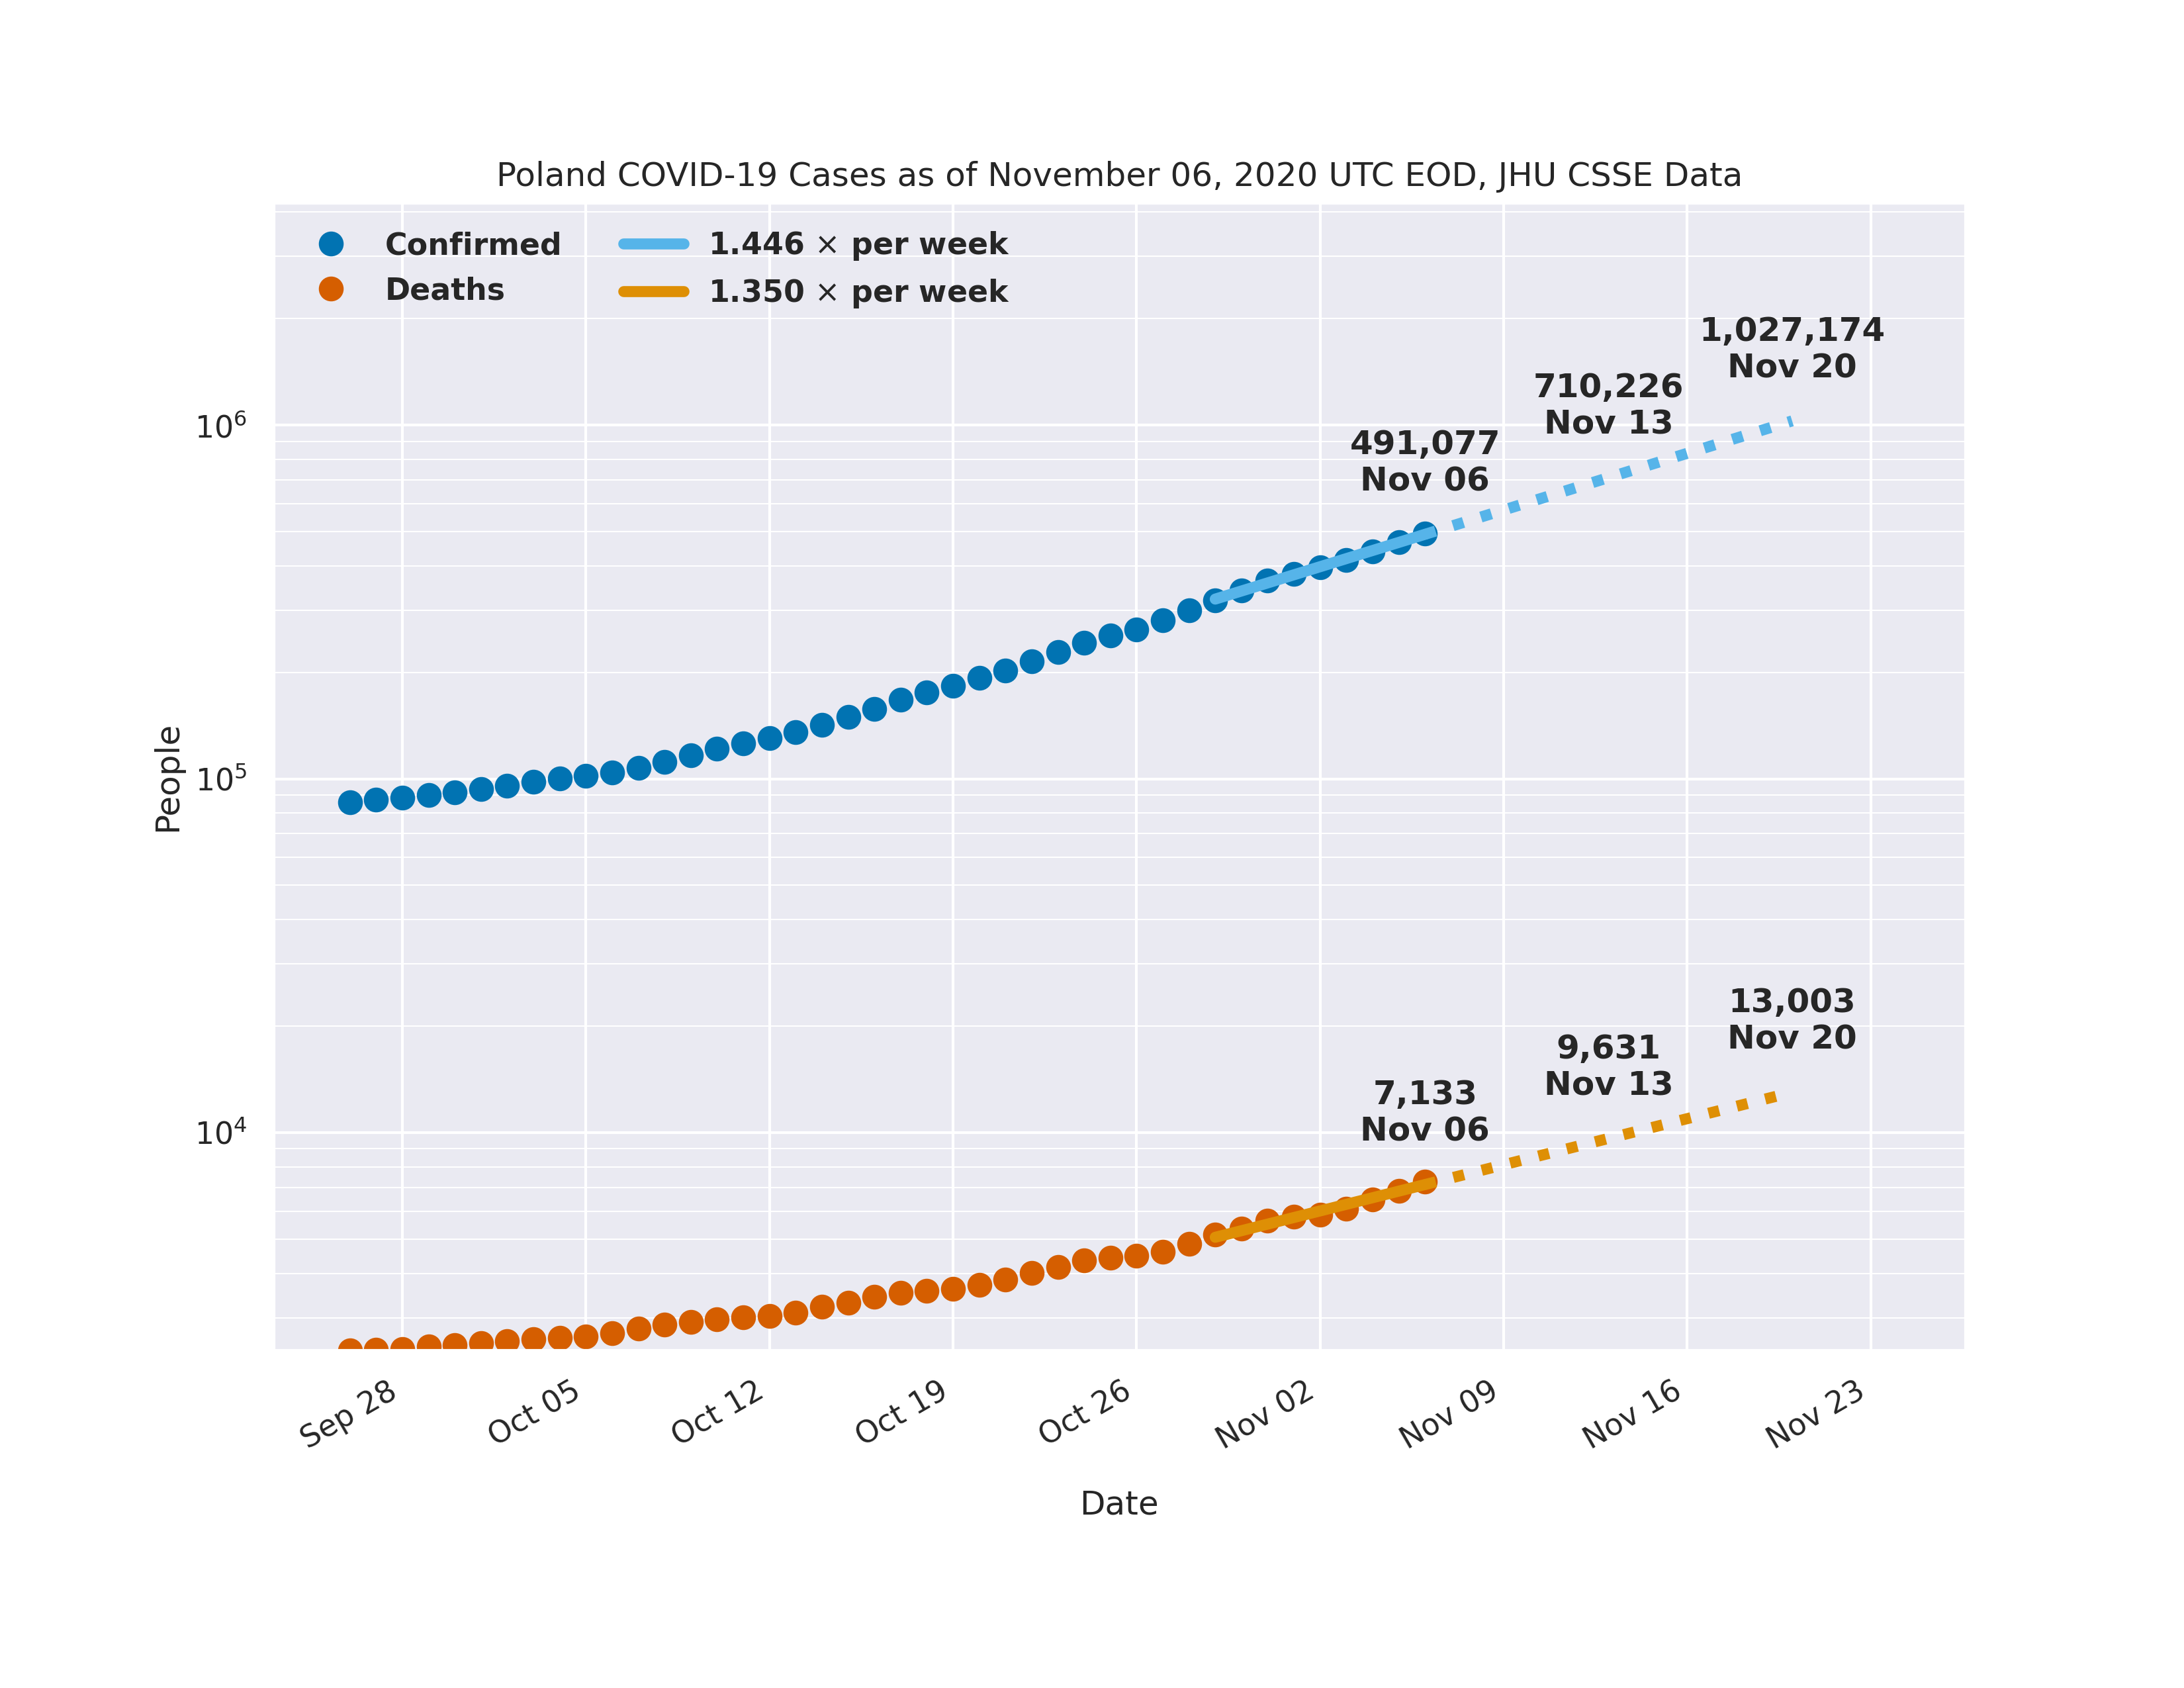 Poland COVID-19 Cases as of November 06, 2020 UTC EOD, JHU CSSE Data
Confirmed
Deaths
1.446 × per week
1.350 × per week
1,027,174
Nov 20
710,226
Nov 13
491,077
Nov 06
13,003
Nov 20
9,631
Nov 13
7,133
Nov 06
People
10⁶
10⁵
10⁴
Sep 28
Oct 05
Oct 12
Oct 19
Oct 26
Nov 02
Nov 09
Nov 16
Nov 23
Date